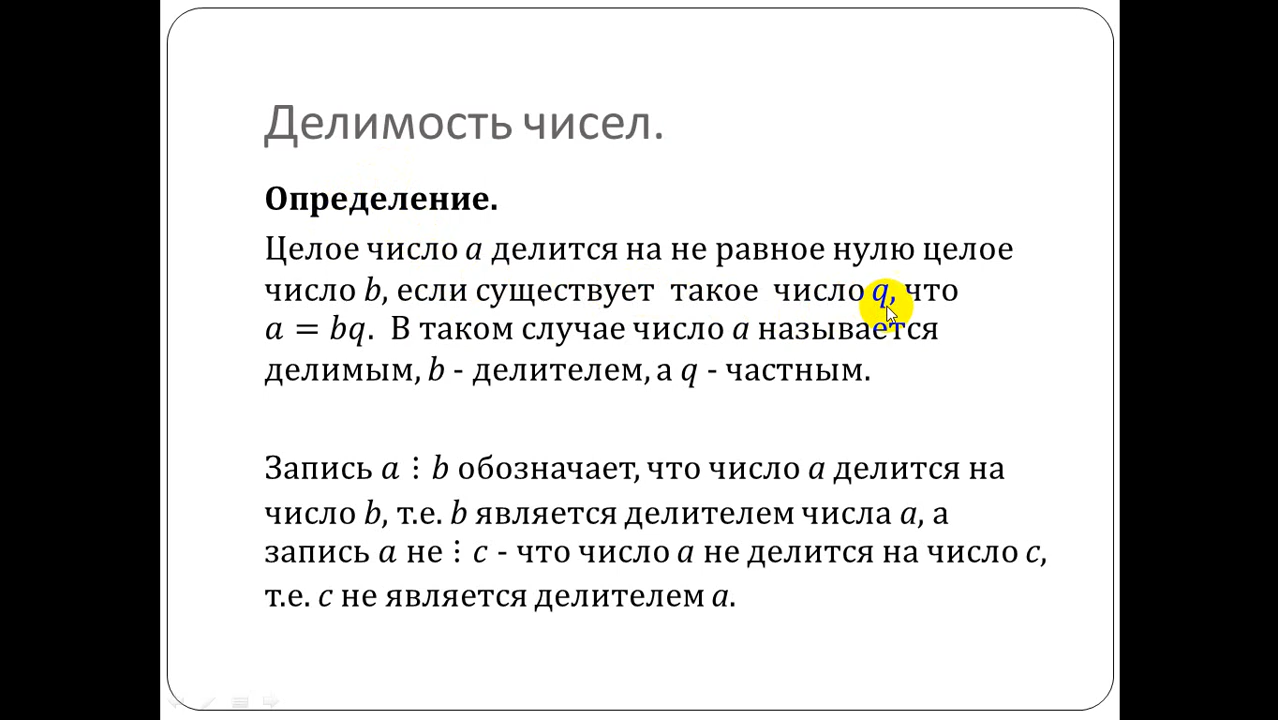 Делимость чисел.
Определение.
Целое число a делится на не равное нулю целое
число b, если существует такое число q, что
a = bq. В таком случае число a называется
делимым, b - делителем, а q - частным.
Запись a ⋮ b обозначает, что число a делится на
число b, т.е. b является делителем числа a, а
запись a не ⋮ c - что число a не делится на число c,
т.е. c не является делителем a.